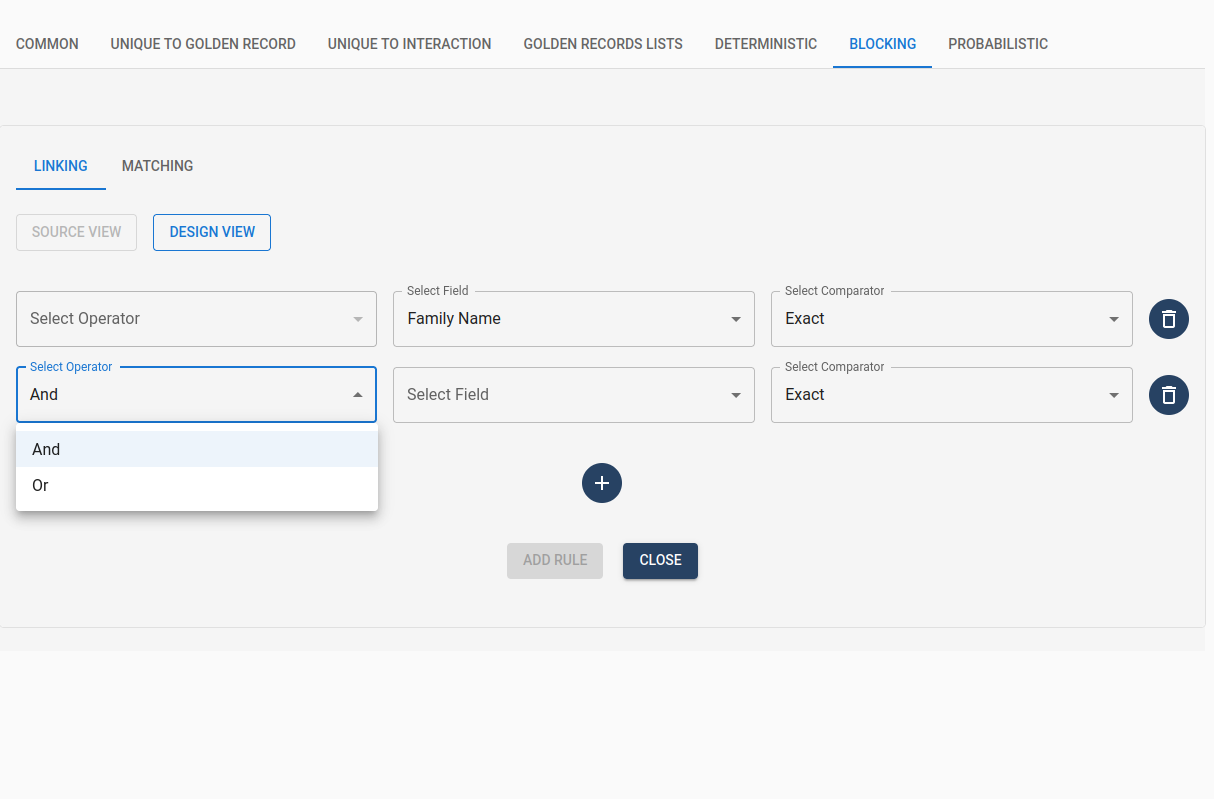 COMMON UNIQUE TO GOLDEN RECORD UNIQUE TO INTERACTION GOLDEN RECORDS LISTS DETERMINISTIC BLOCKING PROBABILISTIC
LINKING MATCHING
SOURCE VIEW DESIGN VIEW
Select Field Select Comparator
Select Operator Family Name Exact
Select Operator Select Comparator
And Select Field Exact
And
Or
ADD RULE CLOSE